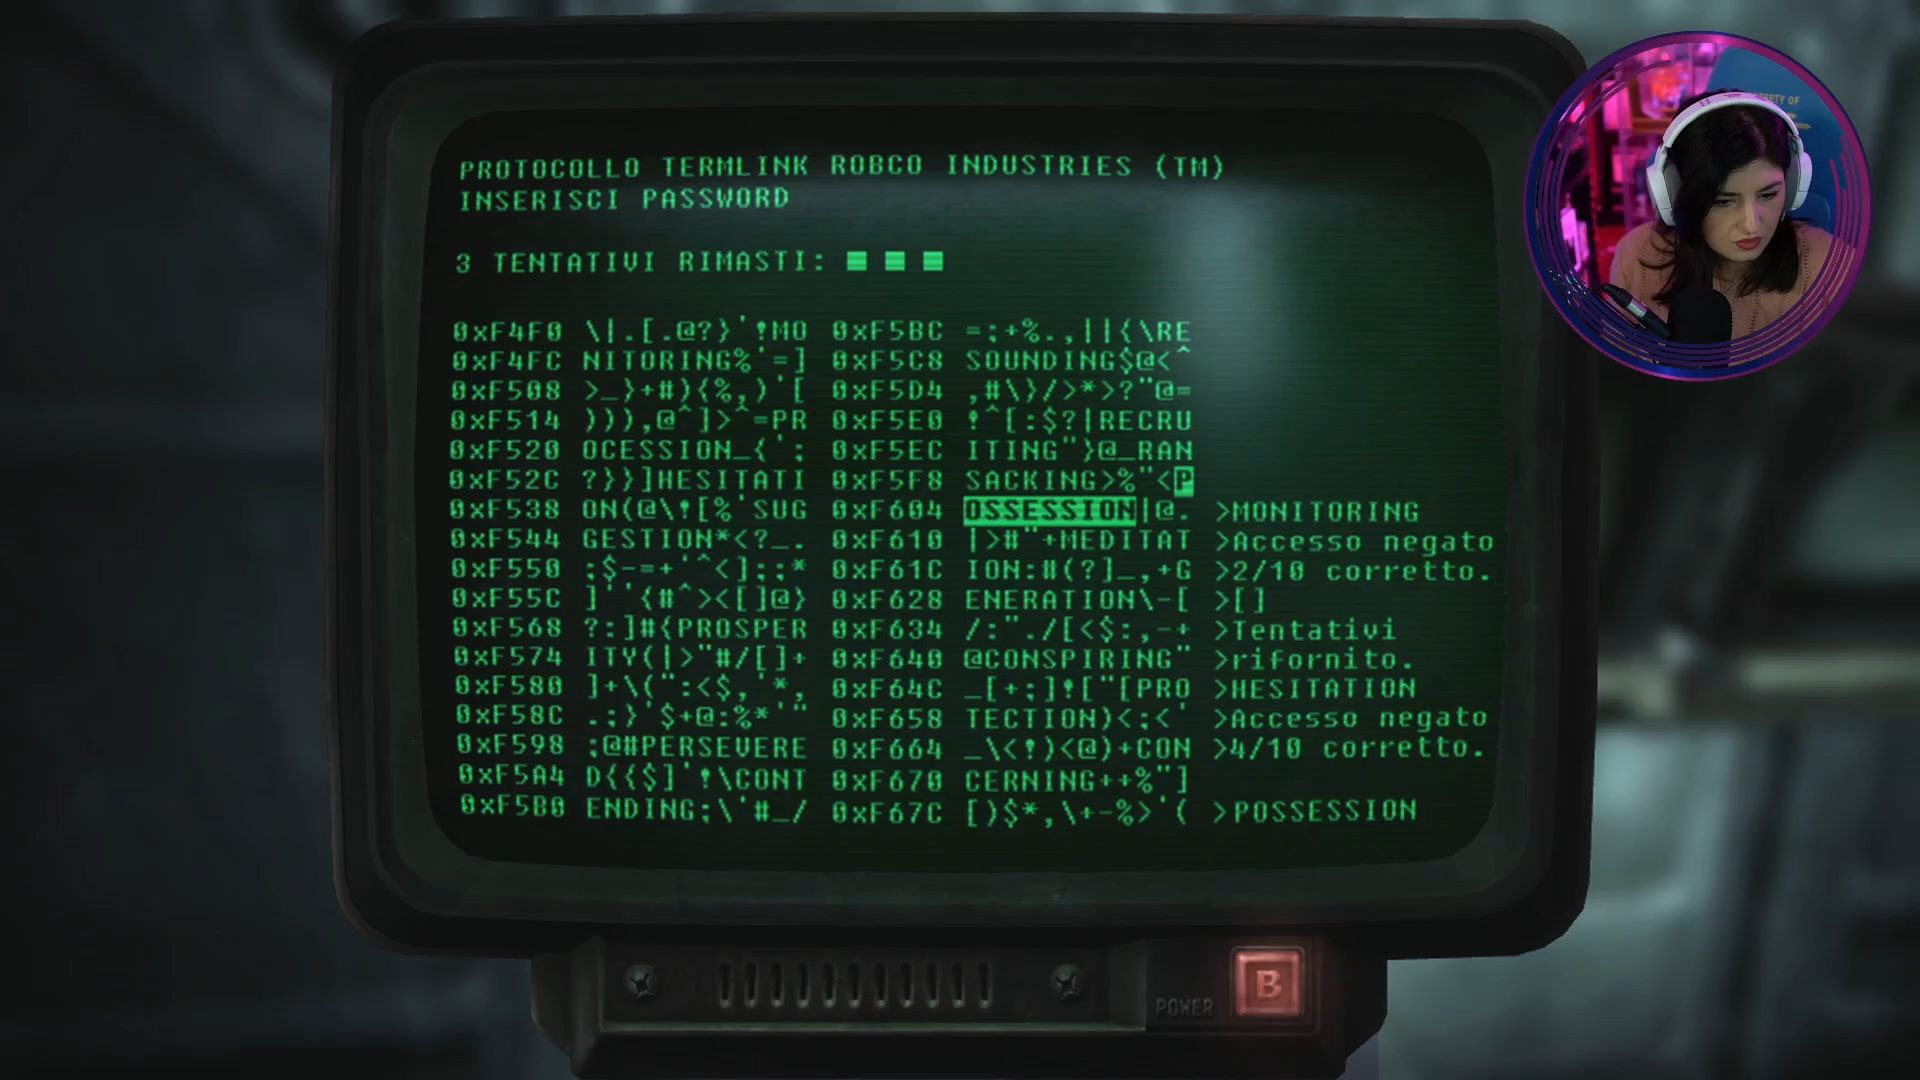 PROTOCOLLO TERMLINK ROBCO INDUSTRIES (TM)
INSERISCI PASSWORD
3 TENTATIVI RIMASTI:
0xF4F0 \|.[.@?}'!MO 0xF5BC =;+%.,||{\RE
0xF4FC NITORING%'=] 0xF5C8 SOUNDING$@<^
0xF508 >_}+#){%,)'[ 0xF5D4 ,#\}/>*>?"@=
0xF514 ))),@^]>^=PR 0xF5E0 !^[:$?|RECRU
0xF520 OCESSION_{'; 0xF5EC ITING"}@_RAN
0xF52C ?}}]HESITATI 0xF5F8 SACKING>%"<P
0xF538 ON(@\![%'SUG 0xF604 OSSESSION|@. >MONITORING
0xF544 GESTION*<?_. 0xF610 |>#"+MEDITAT >Accesso negato
0xF550 ;$-=+'^<];;* 0xF61C ION:#(?]_,+G >2/10 corretto.
0xF55C ]''{#^><[]@} 0xF628 ENERATION\-[ >[]
0xF568 ?:]#{PROSPER 0xF634 /:"./[<$:,-+ >Tentativi
0xF574 ITY(|>"#/[]+ 0xF640 @CONSPIRING" >rifornito.
0xF580 ]+\(":<$,'*, 0xF64C _[+;]![“[PRO >HESITATION
0xF58C .;}'$+@:%*'" 0xF658 TECTION)<;<' >Accesso negato
0xF598 ;@#PERSEVERE 0xF664 _\<!)<@)+CON >4/10 corretto.
0xF5A4 D{{$]'!\CONT 0xF670 CERNING++%"]
0xF5B0 ENDING;\'#_/ 0xF67C [)$*,\+-%>'( >POSSESSION
POWER
B
PERTY OF